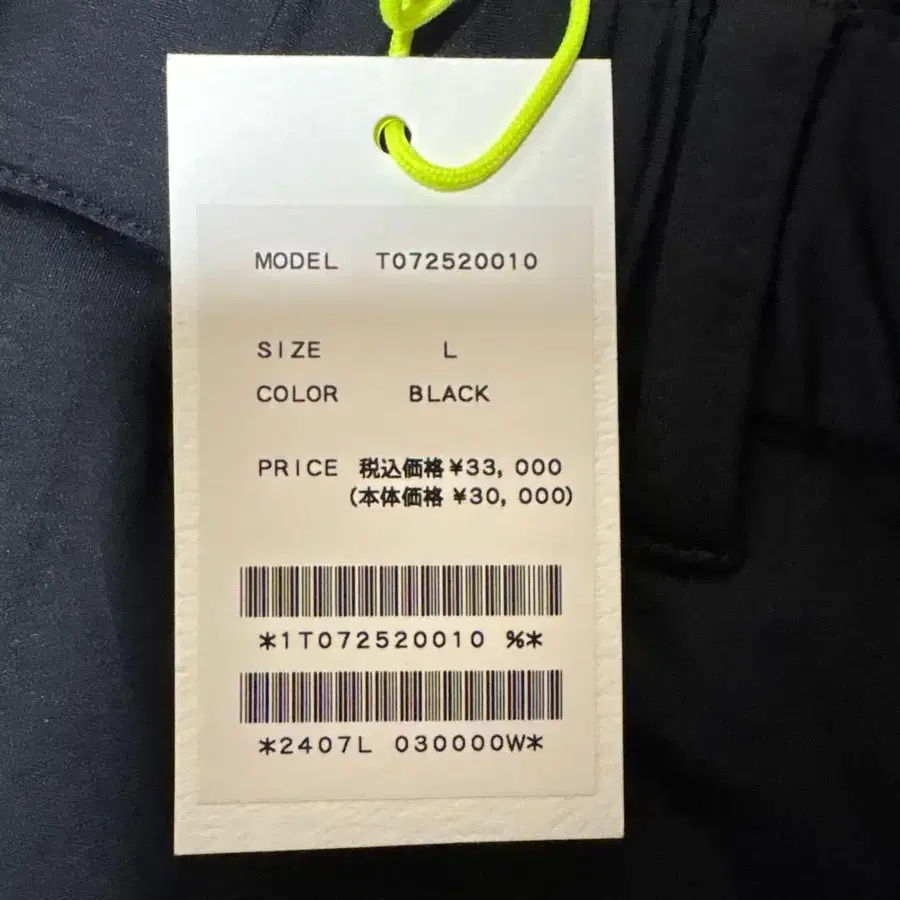 MODEL T072520010
SIZE L
COLOR BLACK
PRICE 税込価格 ¥33,000
(本体価格 ¥30,000)
*1T072520010 %*
*2407L 030000W*